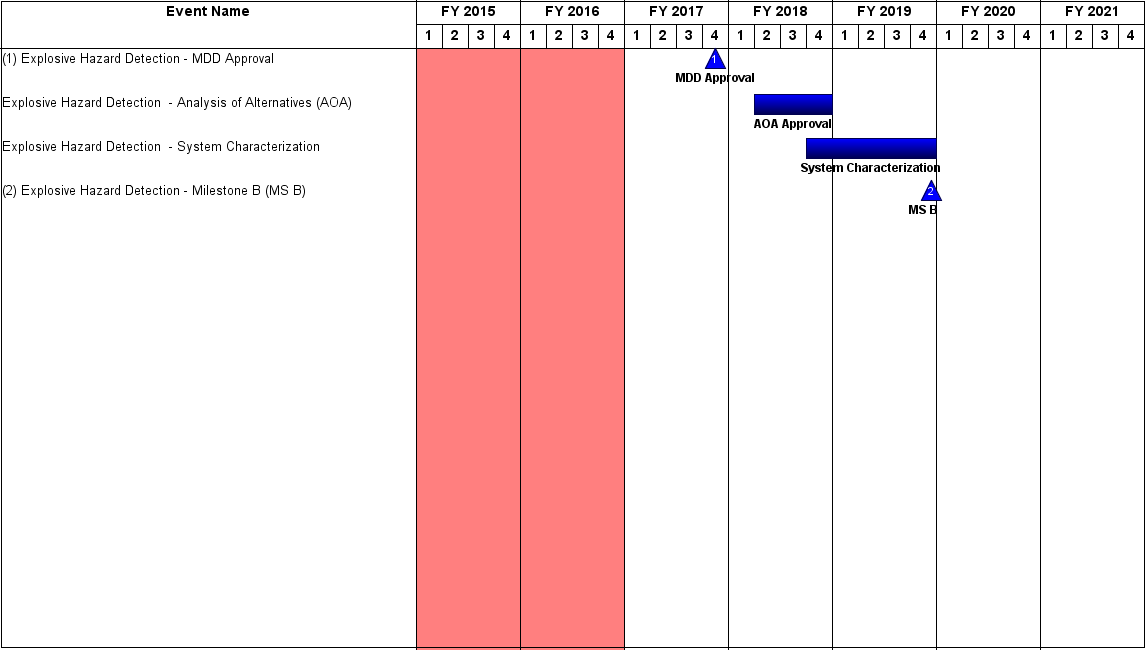 Event Name FY 2015 FY 2016 FY 2017 FY 2018 FY 2019 FY 2020 FY 2021
1 2 3 4 1 2 3 4 1 2 3 4 1 2 3 4 1 2 3 4 1 2 3 4 1 2 3 4
(1) Explosive Hazard Detection - MDD Approval 1
MDD Approval
Explosive Hazard Detection - Analysis of Alternatives (AOA)
AOA Approval
Explosive Hazard Detection - System Characterization
System Characterization
(2) Explosive Hazard Detection - Milestone B (MS B) 2
MS B